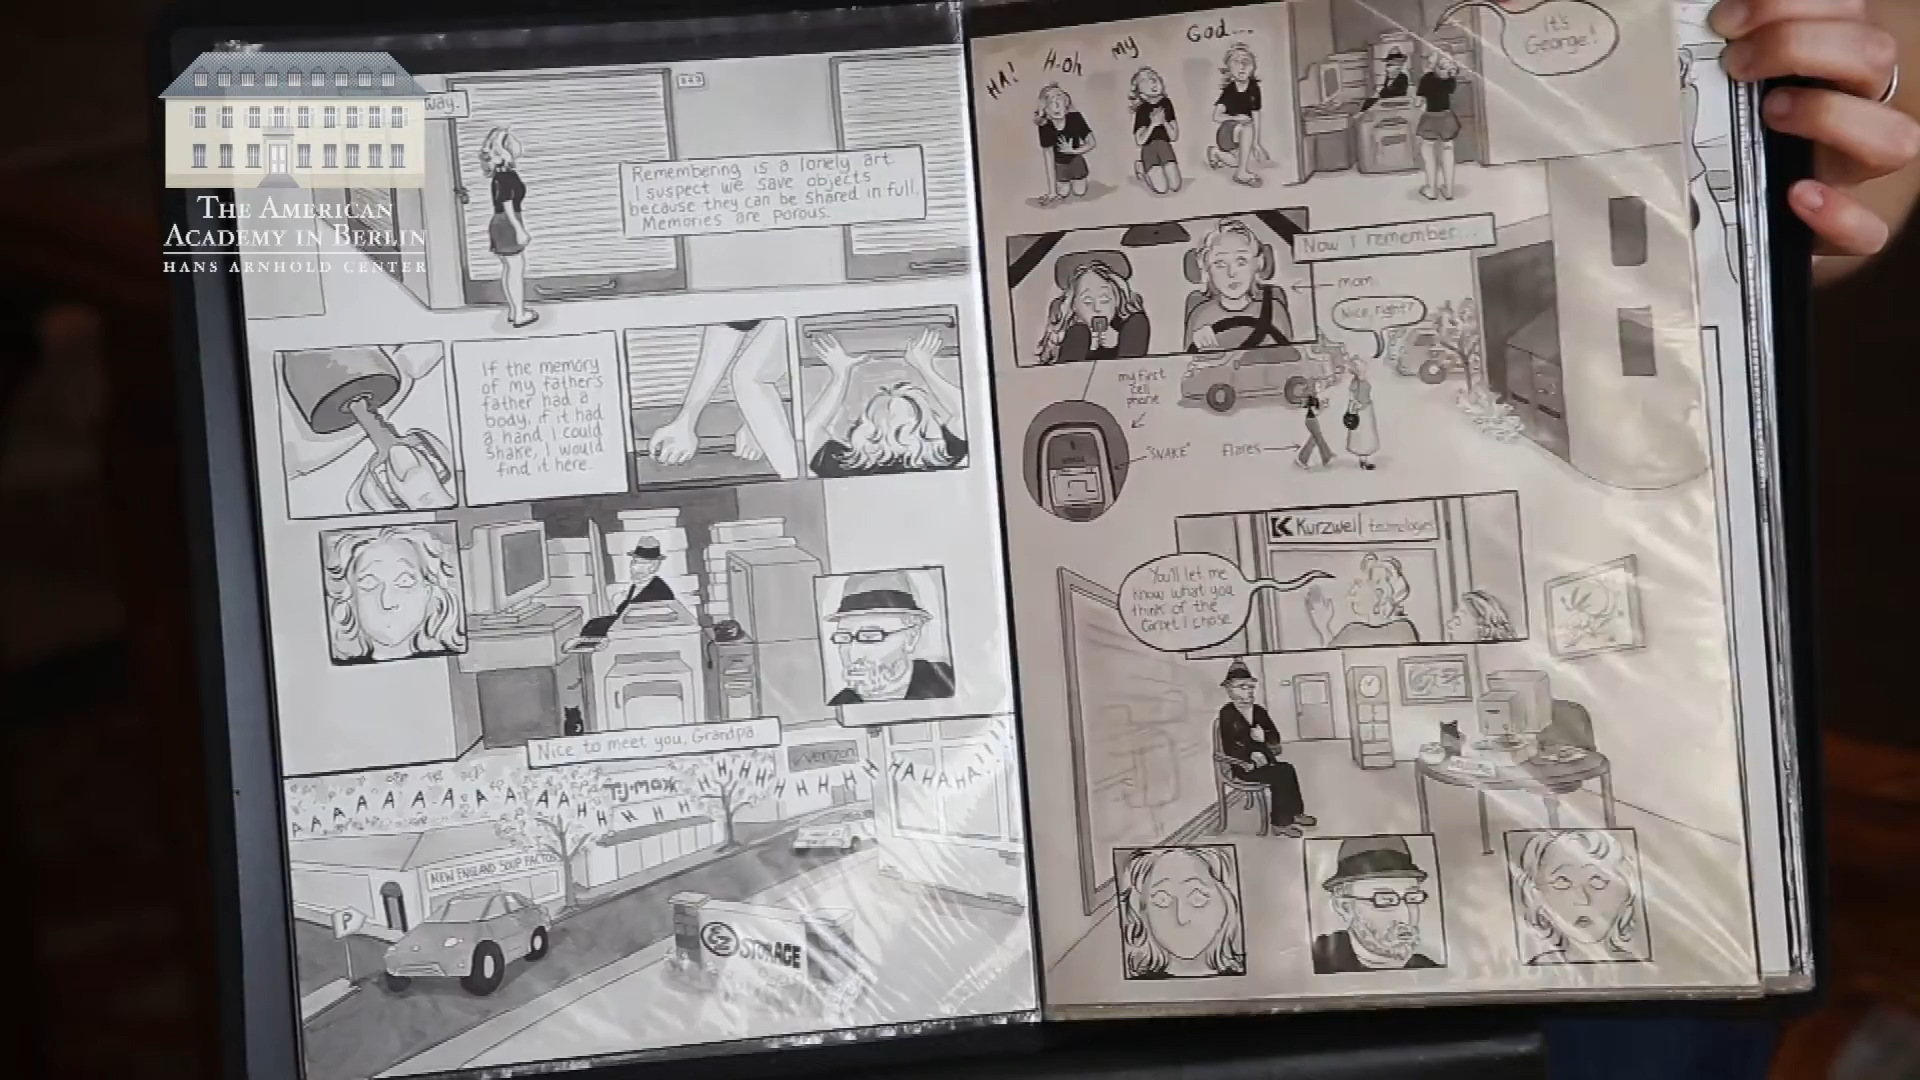 THE AMERICAN
ACADEMY IN BERLIN
HANS ARNHOLD CENTER
way.
Remembering is a lonely art.
I suspect we save objects
because they can be shared in full.
Memories are porous.
If the memory
of my father's
father had a
body, if it had
a hand I could
shake, I would
find it here.
Nice to meet you, Grandpa
AAAAAAAAAAAHHHHHHHHHHHHHAHAHA!!!!
T.J.maxx
verizon
NEW ENGLAND SOUP FACTO
P
EZ STORAGE
HA! H-oh my God...
It's
George!
Now I remember...
mom
Nice, right?
my first
cell
phone
"SNAKE"
Flares
Kurzweil technologies
You'll let me
know what you
think of the
carpet I chose.